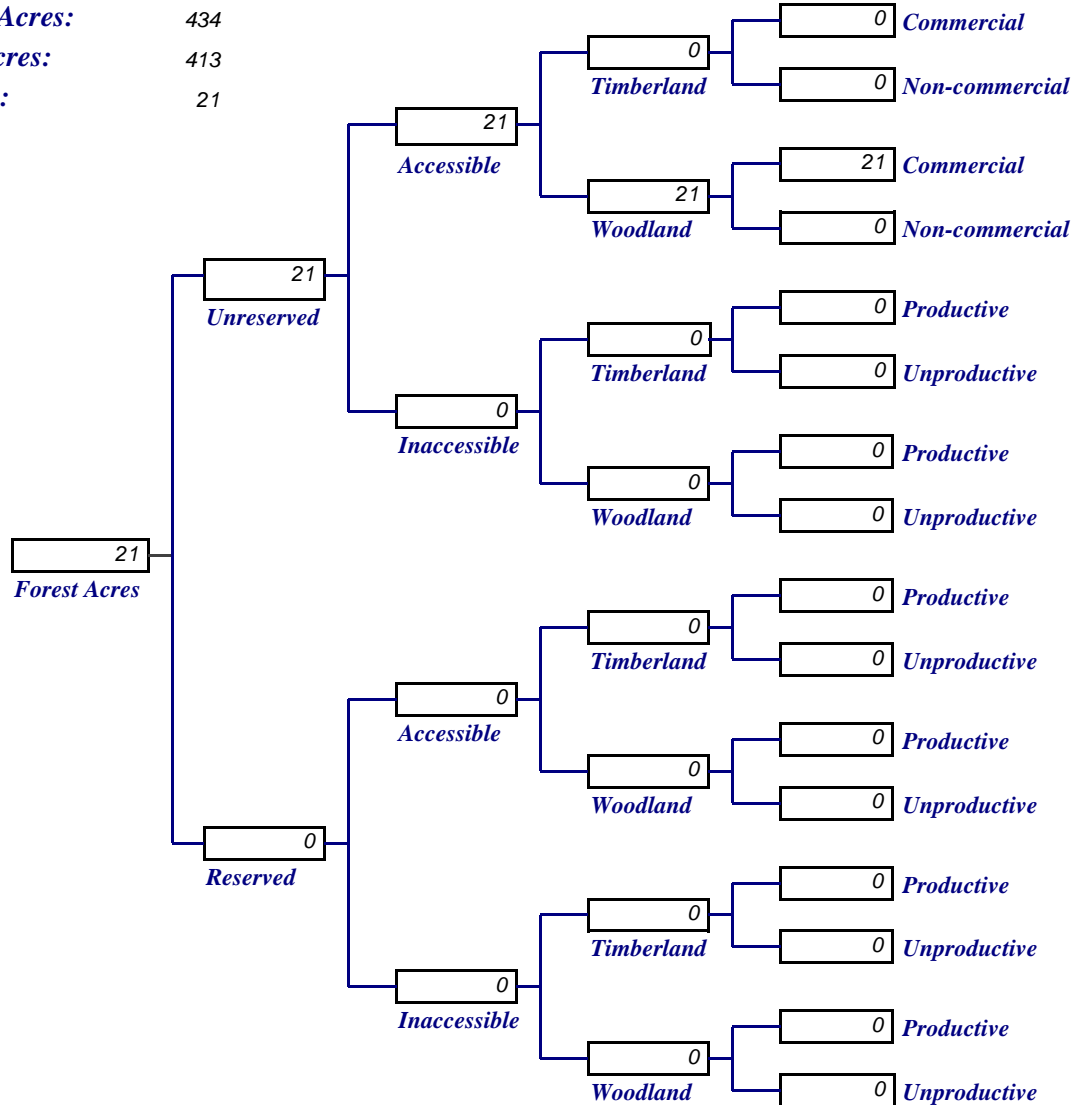 Acres: 434
cres: 413
: 21
0 Commercial
0 Timberland
0 Non-commercial
21 Accessible
21 Commercial
21 Woodland
0 Non-commercial
21 Unreserved
0 Productive
0 Timberland
0 Unproductive
0 Inaccessible
0 Productive
0 Woodland
0 Unproductive
21 Forest Acres
0 Productive
0 Timberland
0 Unproductive
0 Accessible
0 Productive
0 Woodland
0 Unproductive
0 Reserved
0 Productive
0 Timberland
0 Unproductive
0 Inaccessible
0 Productive
0 Woodland
0 Unproductive